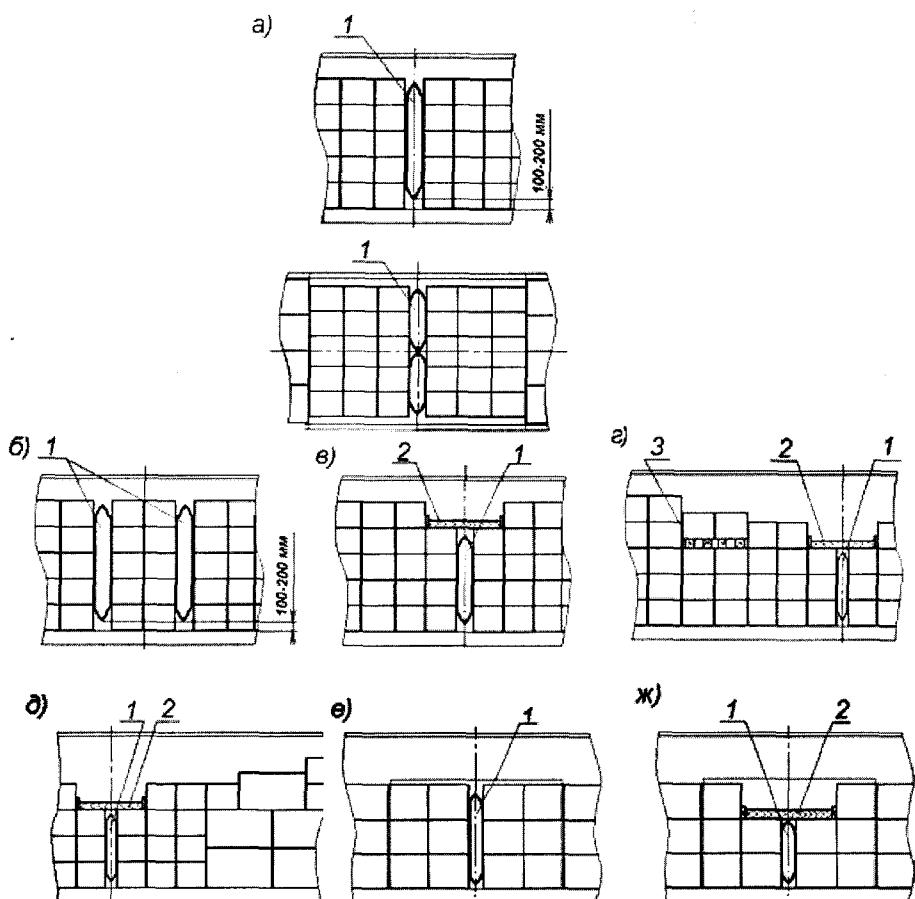 а)
1
100-200 мм
1
б) 1
100-200 мм
в) 2 1
г) 3 2 1
д) 1 2
е) 1
ж) 1 2